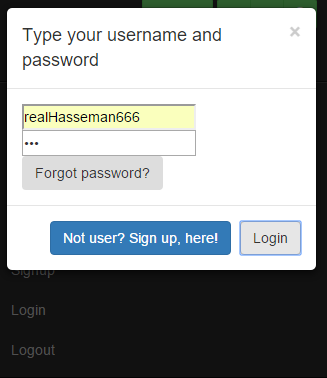 Type your username and
password
×
realHasseman666
•••
Forgot password?
Not user? Sign up, here!
Login
Signup
Login
Logout